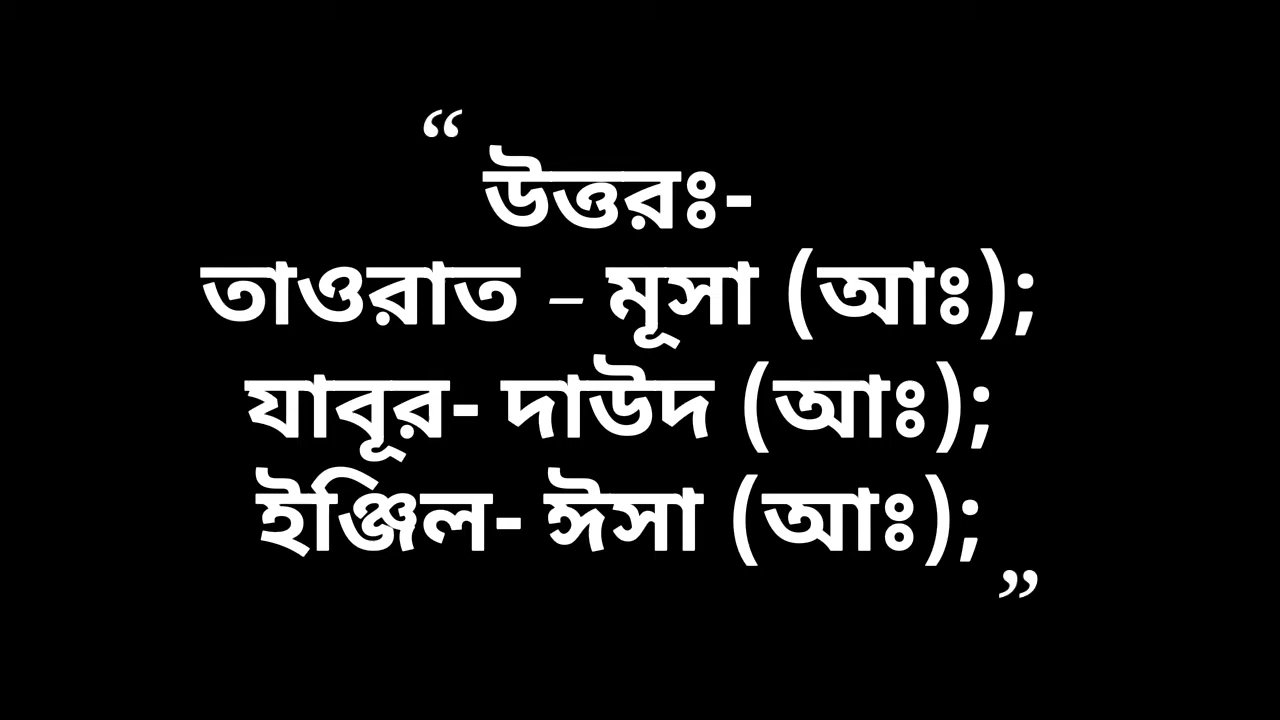 “
উত্তরঃ-
তাওরাত – মূসা (আঃ);
যাবূর- দাউদ (আঃ);
ইঞ্জিল- ঈসা (আঃ);
”